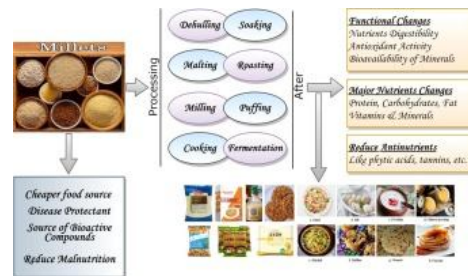 Millets
Processing
Dehulling
Soaking
Malting
Roasting
Milling
Puffing
Cooking
Fermentation
After
Functional Changes
Nutrients Digestibility
Antioxidant Activity
Bioavailability of Minerals
Major Nutrients Changes
Protein, Carbohydrates, Fat
Vitamins & Minerals
Reduce Antinutrients
Like phytic acids, tannins, etc.
Cheaper food source
Disease Protectant
Source of Bioactive
Compounds
Reduce Malnutrition